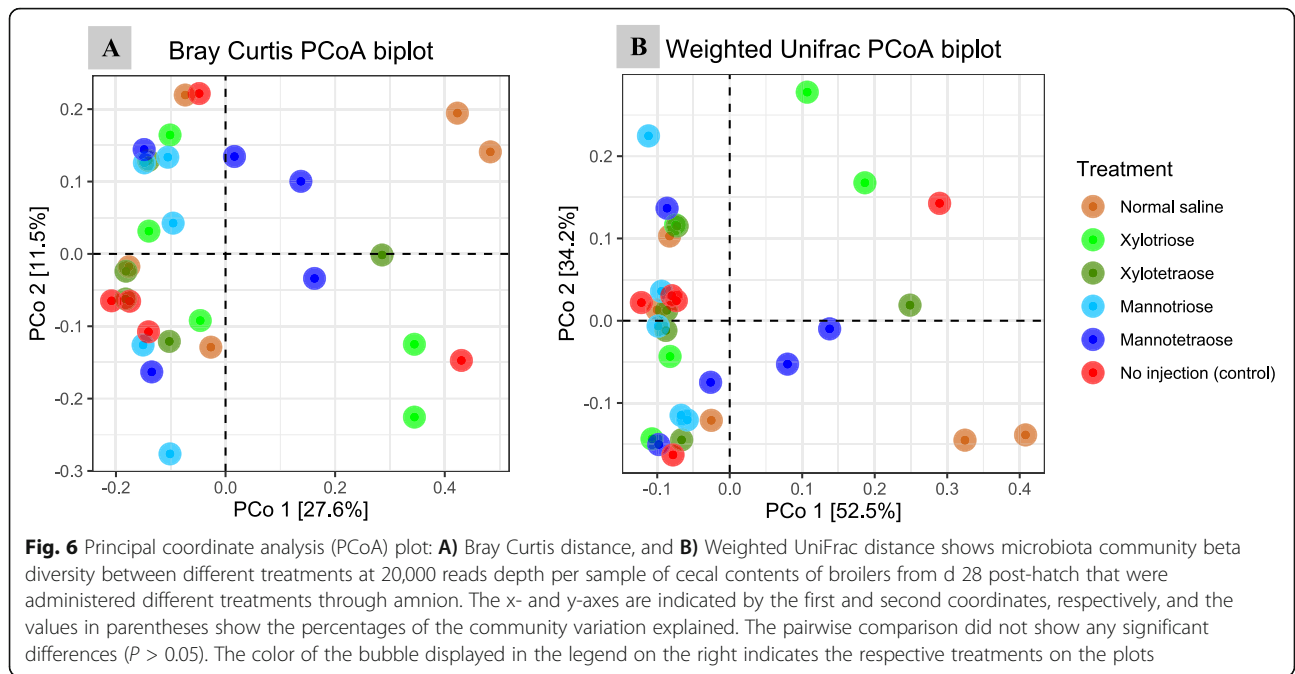 A Bray Curtis PCoA biplot
0.2
0.1
0.0
-0.1
-0.2
-0.3
PCo 2 [11.5%]
-0.2 0.0 0.2 0.4
PCo 1 [27.6%]
B Weighted Unifrac PCoA biplot
0.2
0.1
0.0
-0.1
PCo 2 [34.2%]
-0.1 0.0 0.1 0.2 0.3 0.4
PCo 1 [52.5%]
Treatment
Normal saline
Xylotriose
Xylotetraose
Mannotriose
Mannotetraose
No injection (control)
Fig. 6 Principal coordinate analysis (PCoA) plot: A) Bray Curtis distance, and B) Weighted UniFrac distance shows microbiota community beta
diversity between different treatments at 20,000 reads depth per sample of cecal contents of broilers from d 28 post-hatch that were
administered different treatments through amnion. The x- and y-axes are indicated by the first and second coordinates, respectively, and the
values in parentheses show the percentages of the community variation explained. The pairwise comparison did not show any significant
differences (P > 0.05). The color of the bubble displayed in the legend on the right indicates the respective treatments on the plots